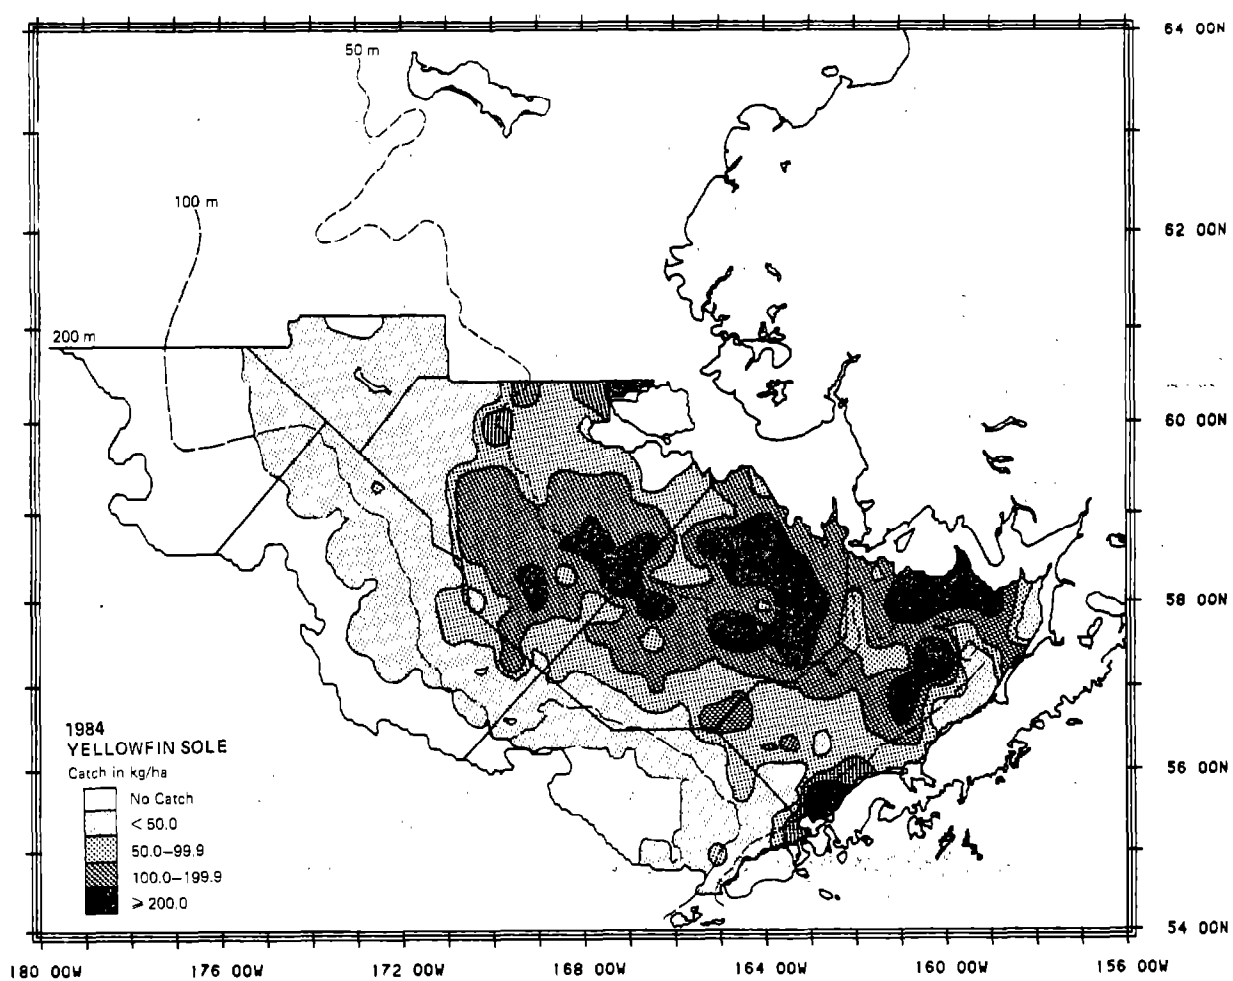 64 00N
50 m
100 m
62 00N
200 m
60 00N
58 00N
1984
YELLOWFIN SOLE
Catch in kg/ha
No Catch
< 50.0
50.0–99.9
100.0–199.9
≥ 200.0
56 00N
54 00N
180 00W 176 00W 172 00W 168 00W 164 00W 160 00W 156 00W